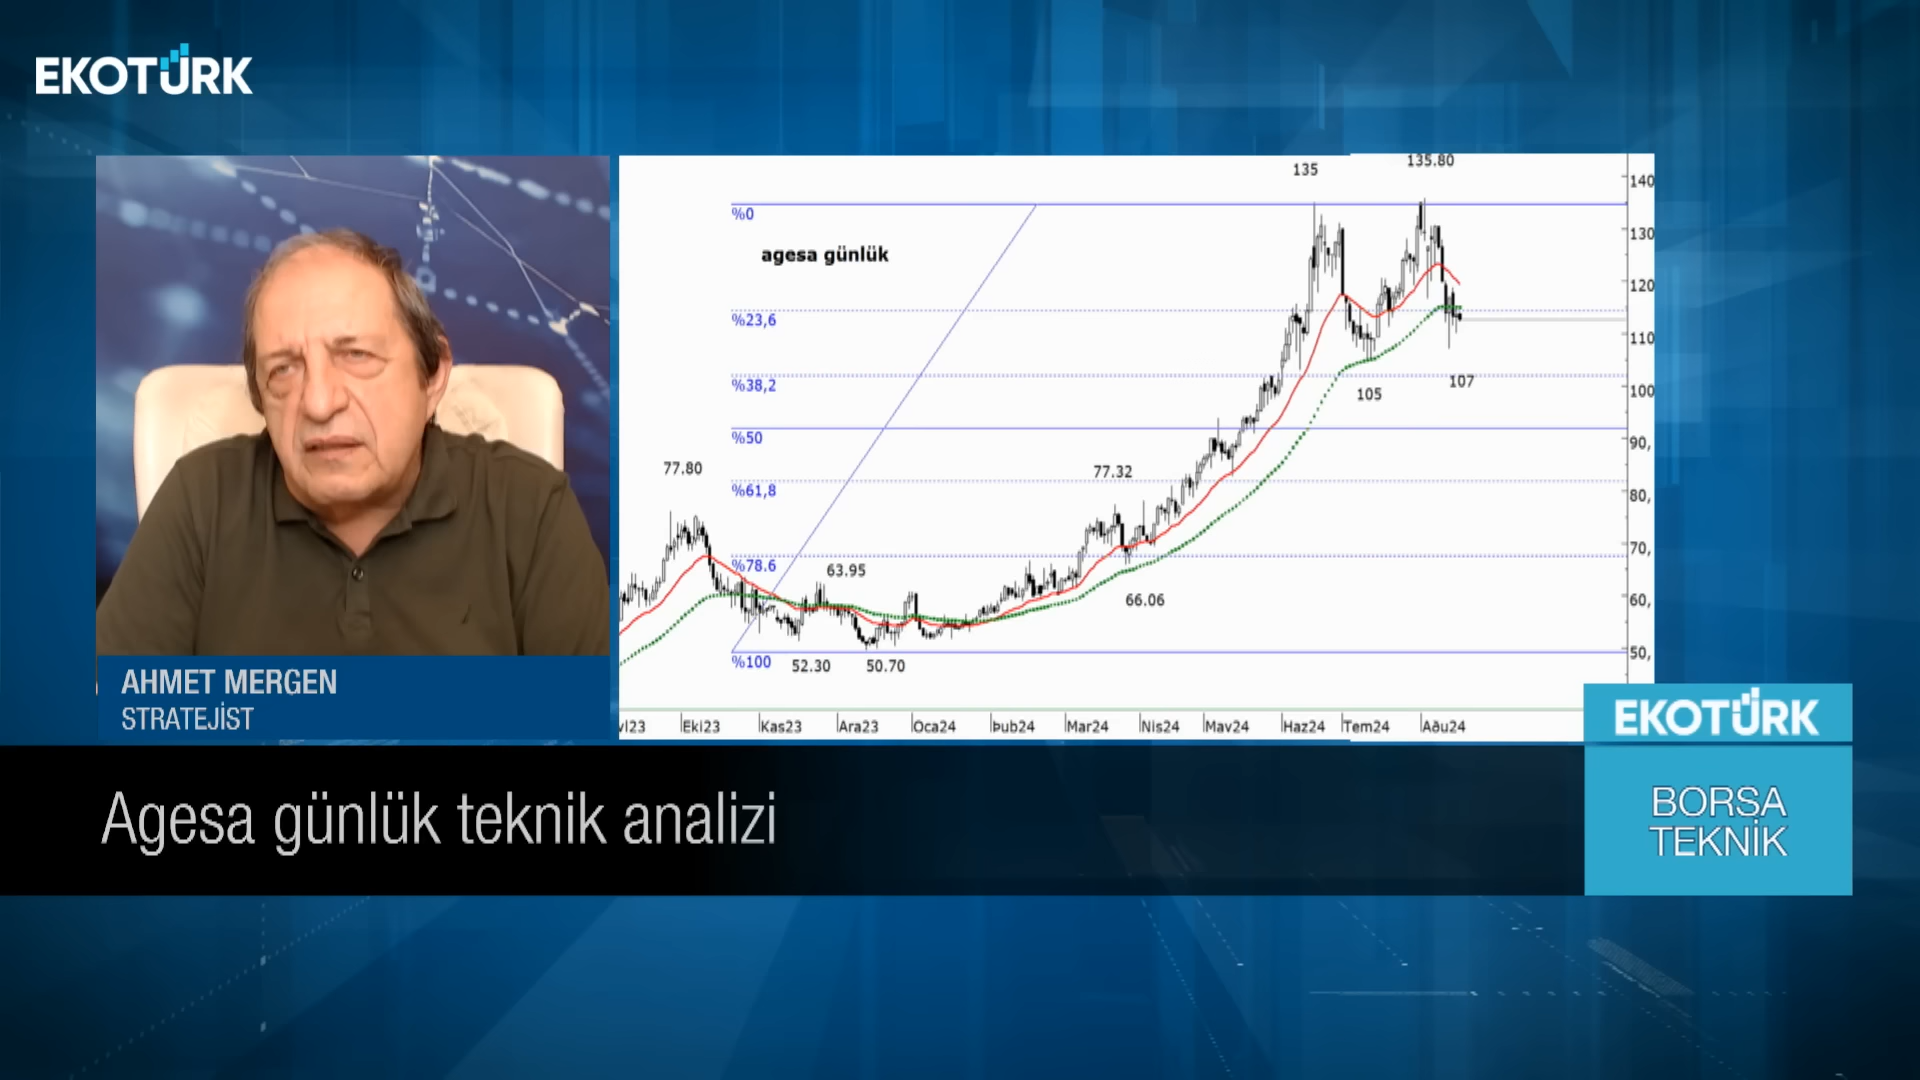 EKOTÜRK
135
135.80
140
%0
130
agesa günlük
120
%23,6
110
%38,2
107
100
105
%50
90,
77.80
77.32
%61,8
80,
70,
%78.6
63.95
66.06
60,
%100
52.30
50.70
50,
Eki23
Kas23
Ara23
Oca24
Þub24
Mar24
Nis24
May24
Haz24
Tem24
Aðu24
AHMET MERGEN
STRATEJİST
EKOTÜRK
Agesa günlük teknik analizi
BORSA
TEKNİK